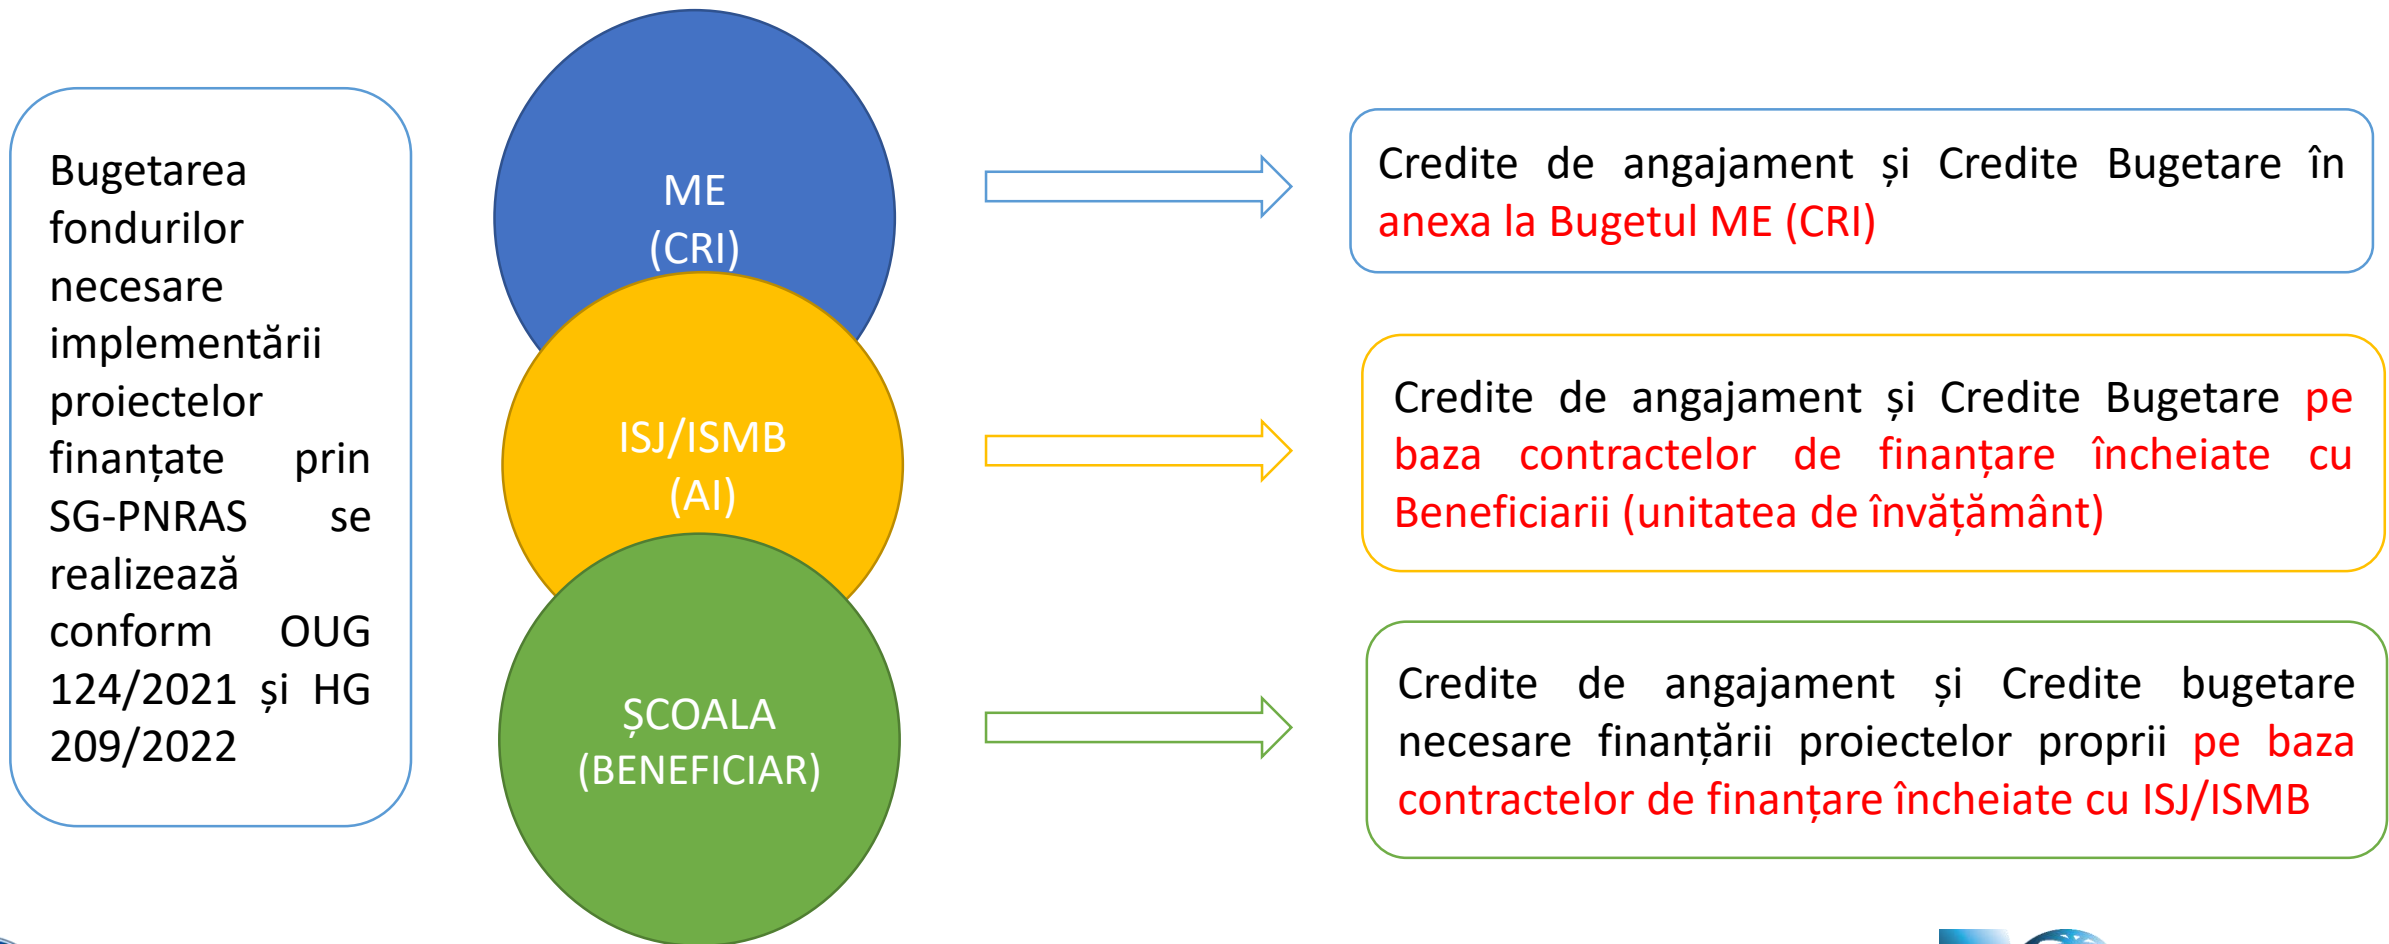 Bugetarea
fondurilor
necesare
implementării
proiectelor
finanțate prin
SG-PNRAS se
realizează
conform OUG
124/2021 și HG
209/2022
ME
(CRI)
ISJ/ISMB
(AI)
ȘCOALA
(BENEFICIAR)
Credite de angajament și Credite Bugetare în
anexa la Bugetul ME (CRI)
Credite de angajament și Credite Bugetare pe
baza contractelor de finanțare încheiate cu
Beneficiarii (unitatea de învățământ)
Credite de angajament și Credite bugetare
necesare finanțării proiectelor proprii pe baza
contractelor de finanțare încheiate cu ISJ/ISMB